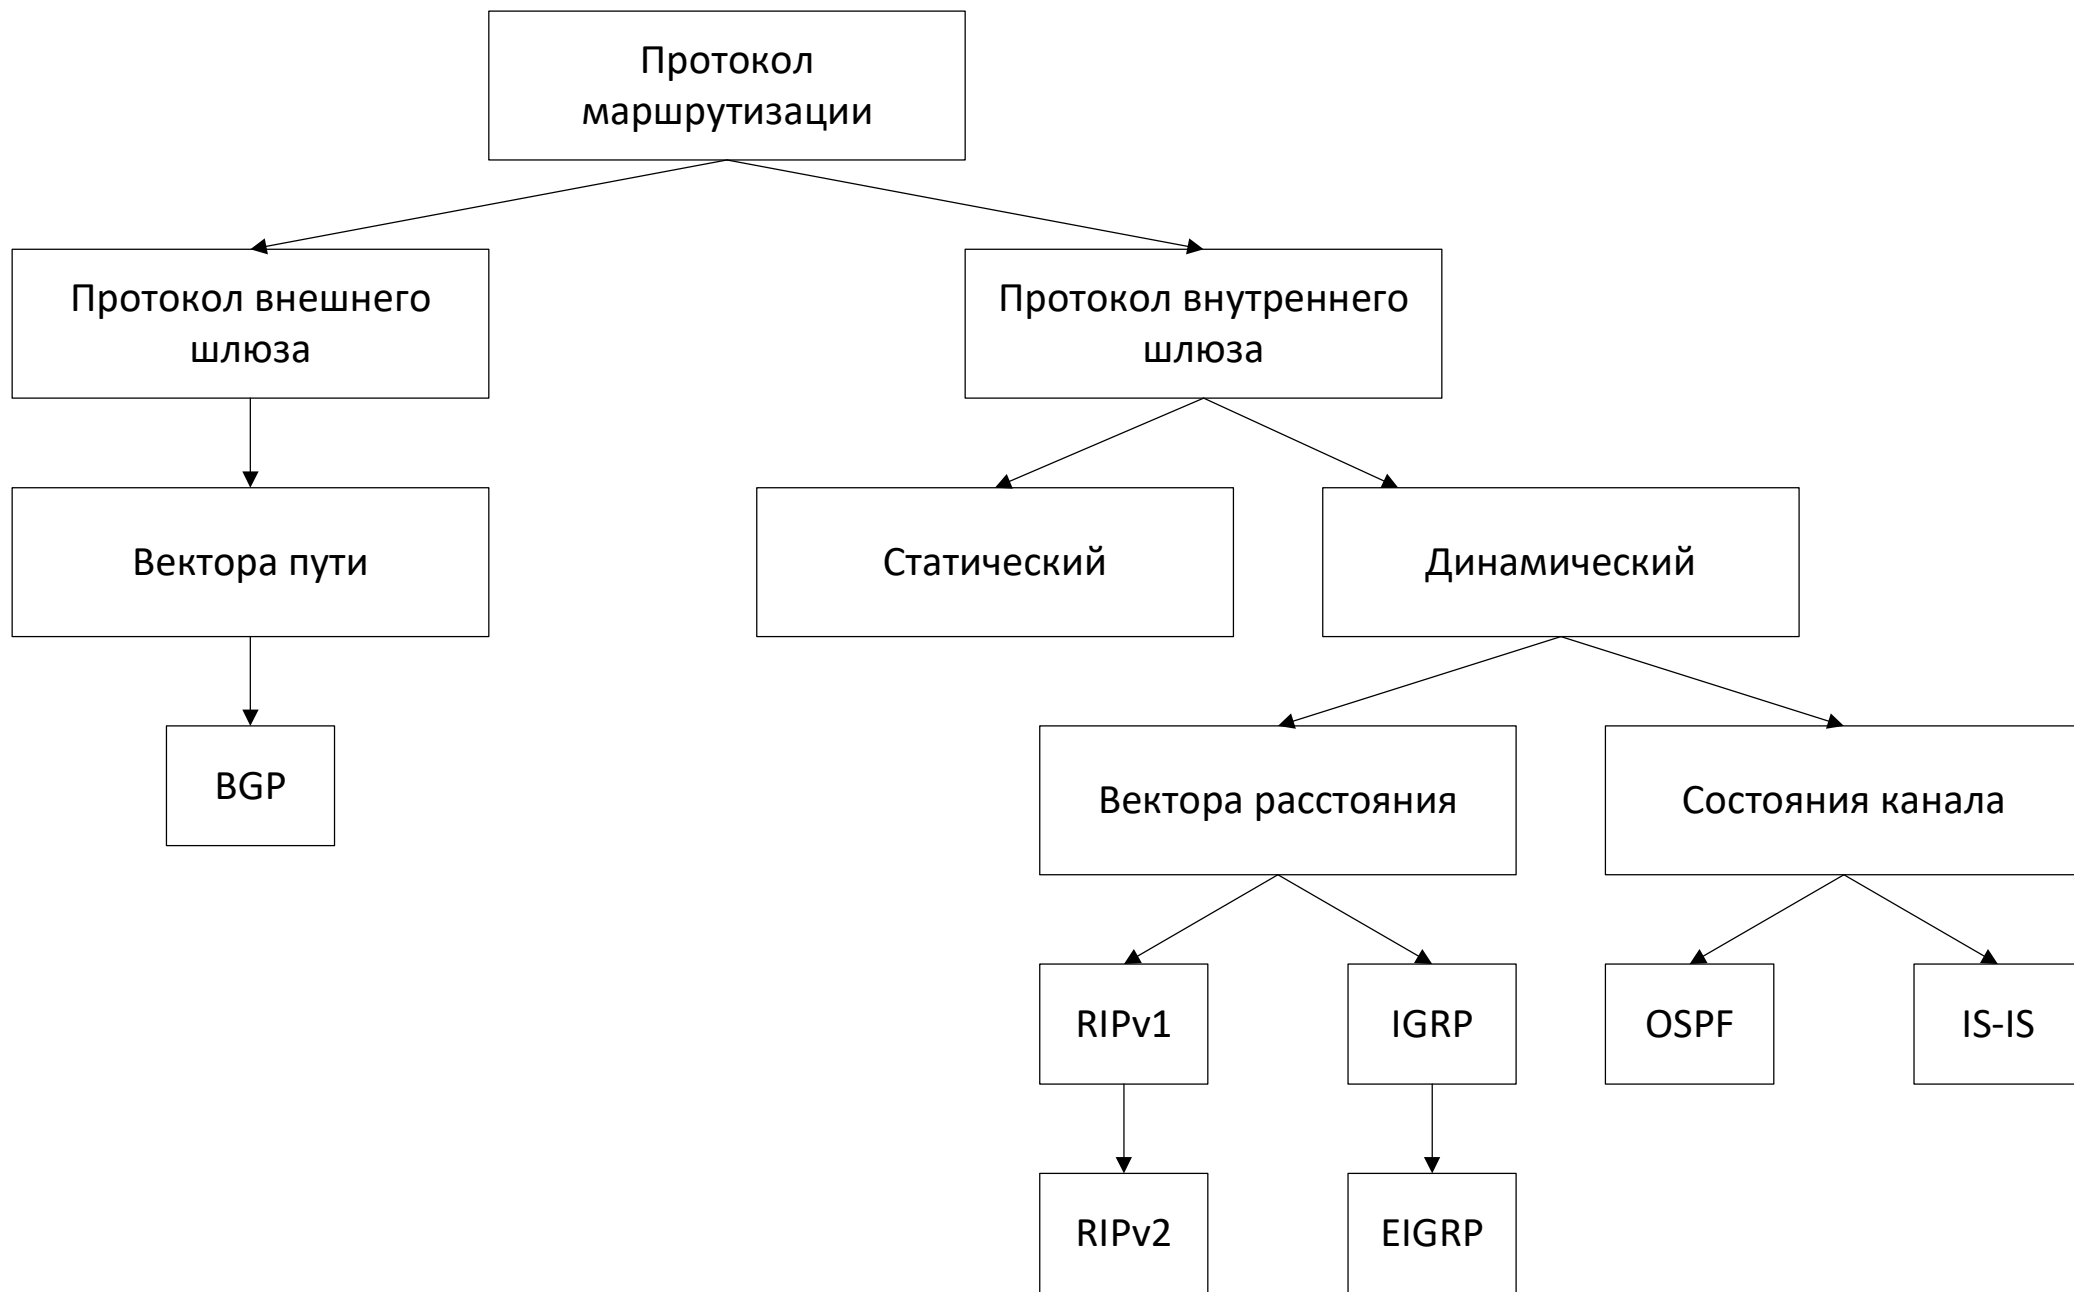 Протокол
маршрутизации
Протокол внешнего
шлюза
Протокол внутреннего
шлюза
Вектора пути
Статический
Динамический
BGP
Вектора расстояния
Состояния канала
RIPv1
IGRP
OSPF
IS-IS
RIPv2
EIGRP